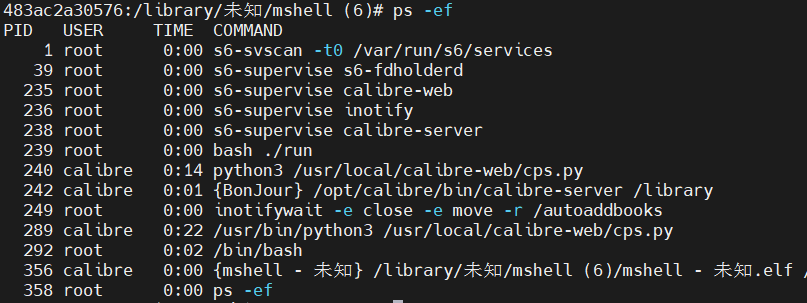 483ac2a30576:/library/未知/mshell (6)# ps -ef
PID USER TIME COMMAND
1 root 0:00 s6-svscan -t0 /var/run/s6/services
39 root 0:00 s6-supervise s6-fdholderd
235 root 0:00 s6-supervise calibre-web
236 root 0:00 s6-supervise inotify
238 root 0:00 s6-supervise calibre-server
239 root 0:00 bash ./run
240 calibre 0:14 python3 /usr/local/calibre-web/cps.py
242 calibre 0:01 {BonJour} /opt/calibre/bin/calibre-server /library
249 root 0:00 inotifywait -e close -e move -r /autoaddbooks
289 calibre 0:22 /usr/bin/python3 /usr/local/calibre-web/cps.py
292 root 0:02 /bin/bash
356 calibre 0:00 {mshell - 未知} /library/未知/mshell (6)/mshell - 未知.elf /
358 root 0:00 ps -ef